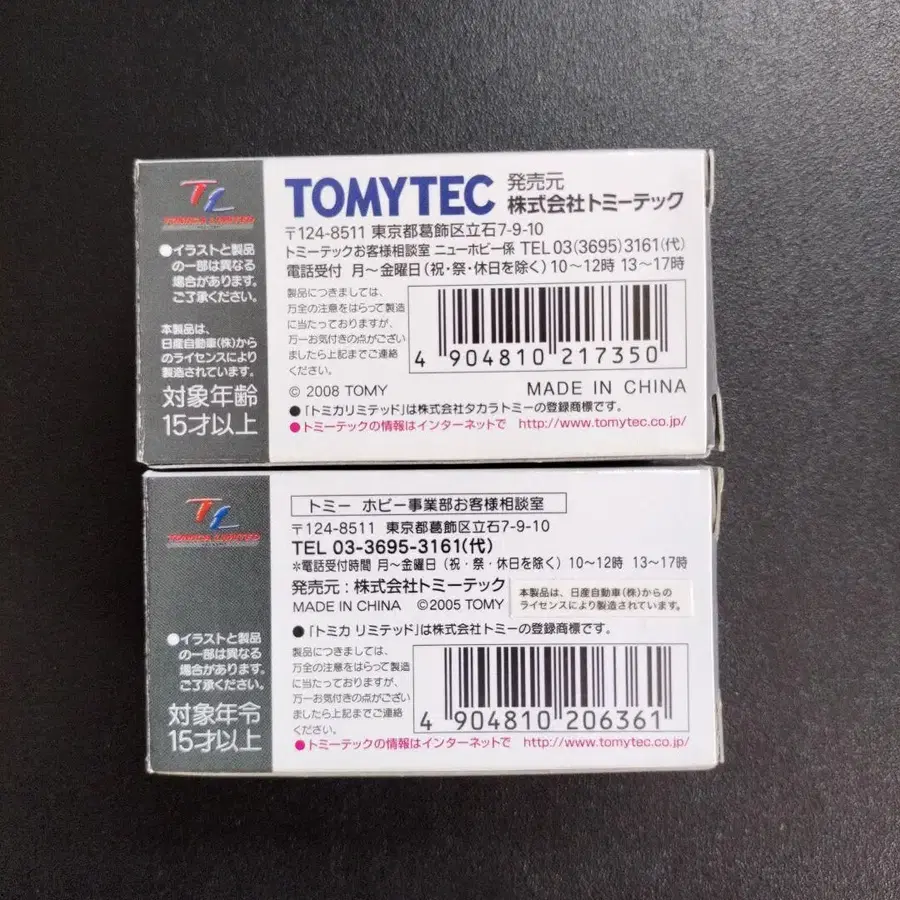 TL
TOMICA LIMITED
●イラストと製品
の一部は異なる
場合があります。
ご了承ください。
本製品は、
日産自動車(株)から
のライセンスにより
製造されています。
対象年齢
15才以上
TOMYTEC 発売元
株式会社トミーテック
〒124-8511 東京都葛飾区立石7-9-10
トミーテックお客様相談室 ニューホビー係 TEL 03(3695)3161(代)
電話受付 月〜金曜日(祝・祭・休日を除く)10〜12時 13〜17時
製品につきましては、
万全の注意をはらって製造
に当たっておりますが、
万一お気付きの点がござい
ましたら上記までご連絡
ください。
4 904810 217350
© 2008 TOMY MADE IN CHINA
●「トミカリミテッド」は株式会社タカラトミーの登録商標です。
●トミーテックの情報はインターネットで http://www.tomytec.co.jp/
TL
TOMICA LIMITED
●イラストと製品
の一部は異なる
場合があります。
ご了承ください。
対象年令
15才以上
トミー ホビー事業部お客様相談室
〒124-8511 東京都葛飾区立石7-9-10
TEL 03-3695-3161(代)
*電話受付時間 月〜金曜日(祝・祭・休日を除く)10〜12時 13〜17時
発売元:株式会社トミーテック
MADE IN CHINA ©2005 TOMY
本製品は、日産自動車(株)からの
ライセンスにより製造されています。
●「トミカ リミテッド」は株式会社トミーの登録商標です。
製品につきましては、
万全の注意をはらって製造
に当たっておりますが、
万一お気付きの点がござい
ましたら上記までご連絡
ください。
4 904810 206361
●トミーテックの情報はインターネットで http://www.tomytec.co.jp/